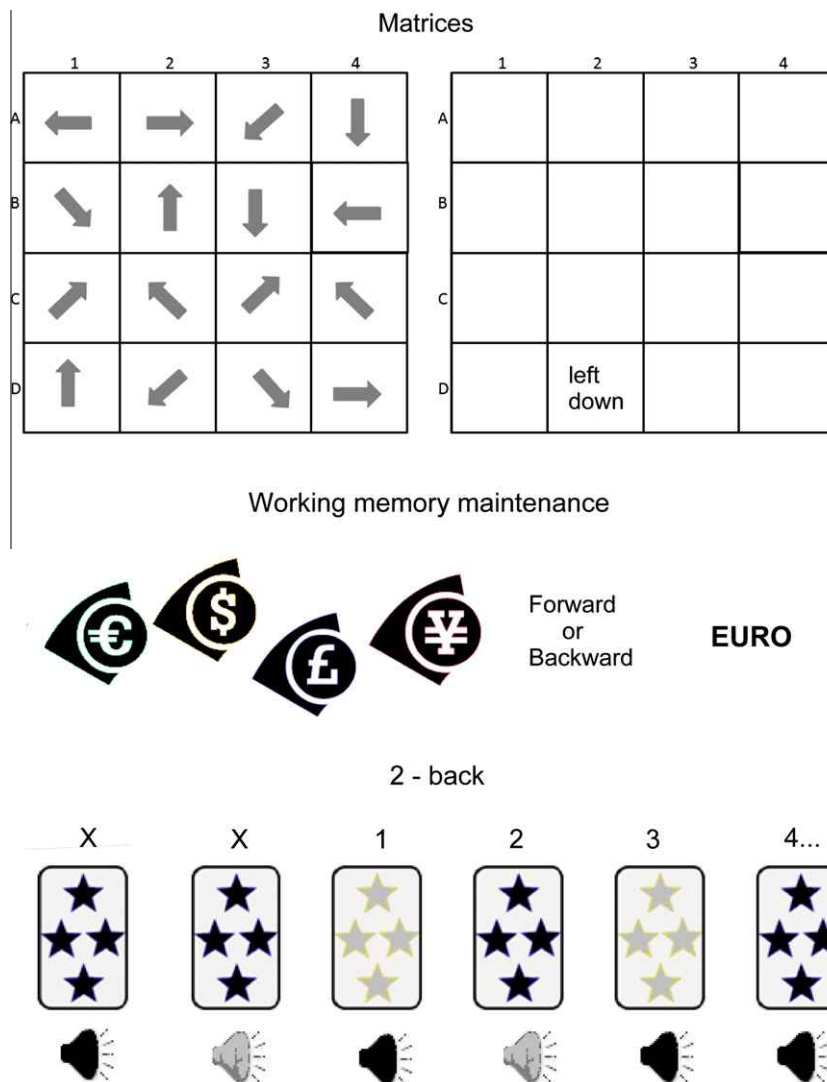 Matrices
1 2 3 4 1 2 3 4
A A
B B
C C
D left D
down
Working memory maintenance
€ $ £ ¥
Forward
or
Backward
EURO
2 - back
X X 1 2 3 4...